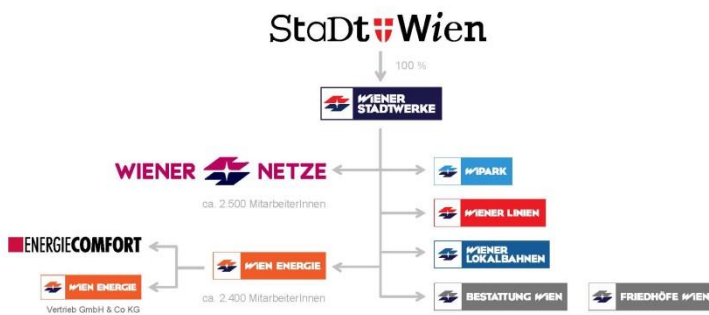 StaDt Wien
100 %
WIENER
STADTWERKE
WIENER NETZE
WIPARK
ca. 2.500 MitarbeiterInnen
WIENER LINIEN
ENERGIECOMFORT
WIENER
LOKALBAHNEN
WIEN ENERGIE
WIEN ENERGIE
ca. 2.400 MitarbeiterInnen
BESTATTUNG WIEN
FRIEDHÖFE WIEN
Vertrieb GmbH & Co KG